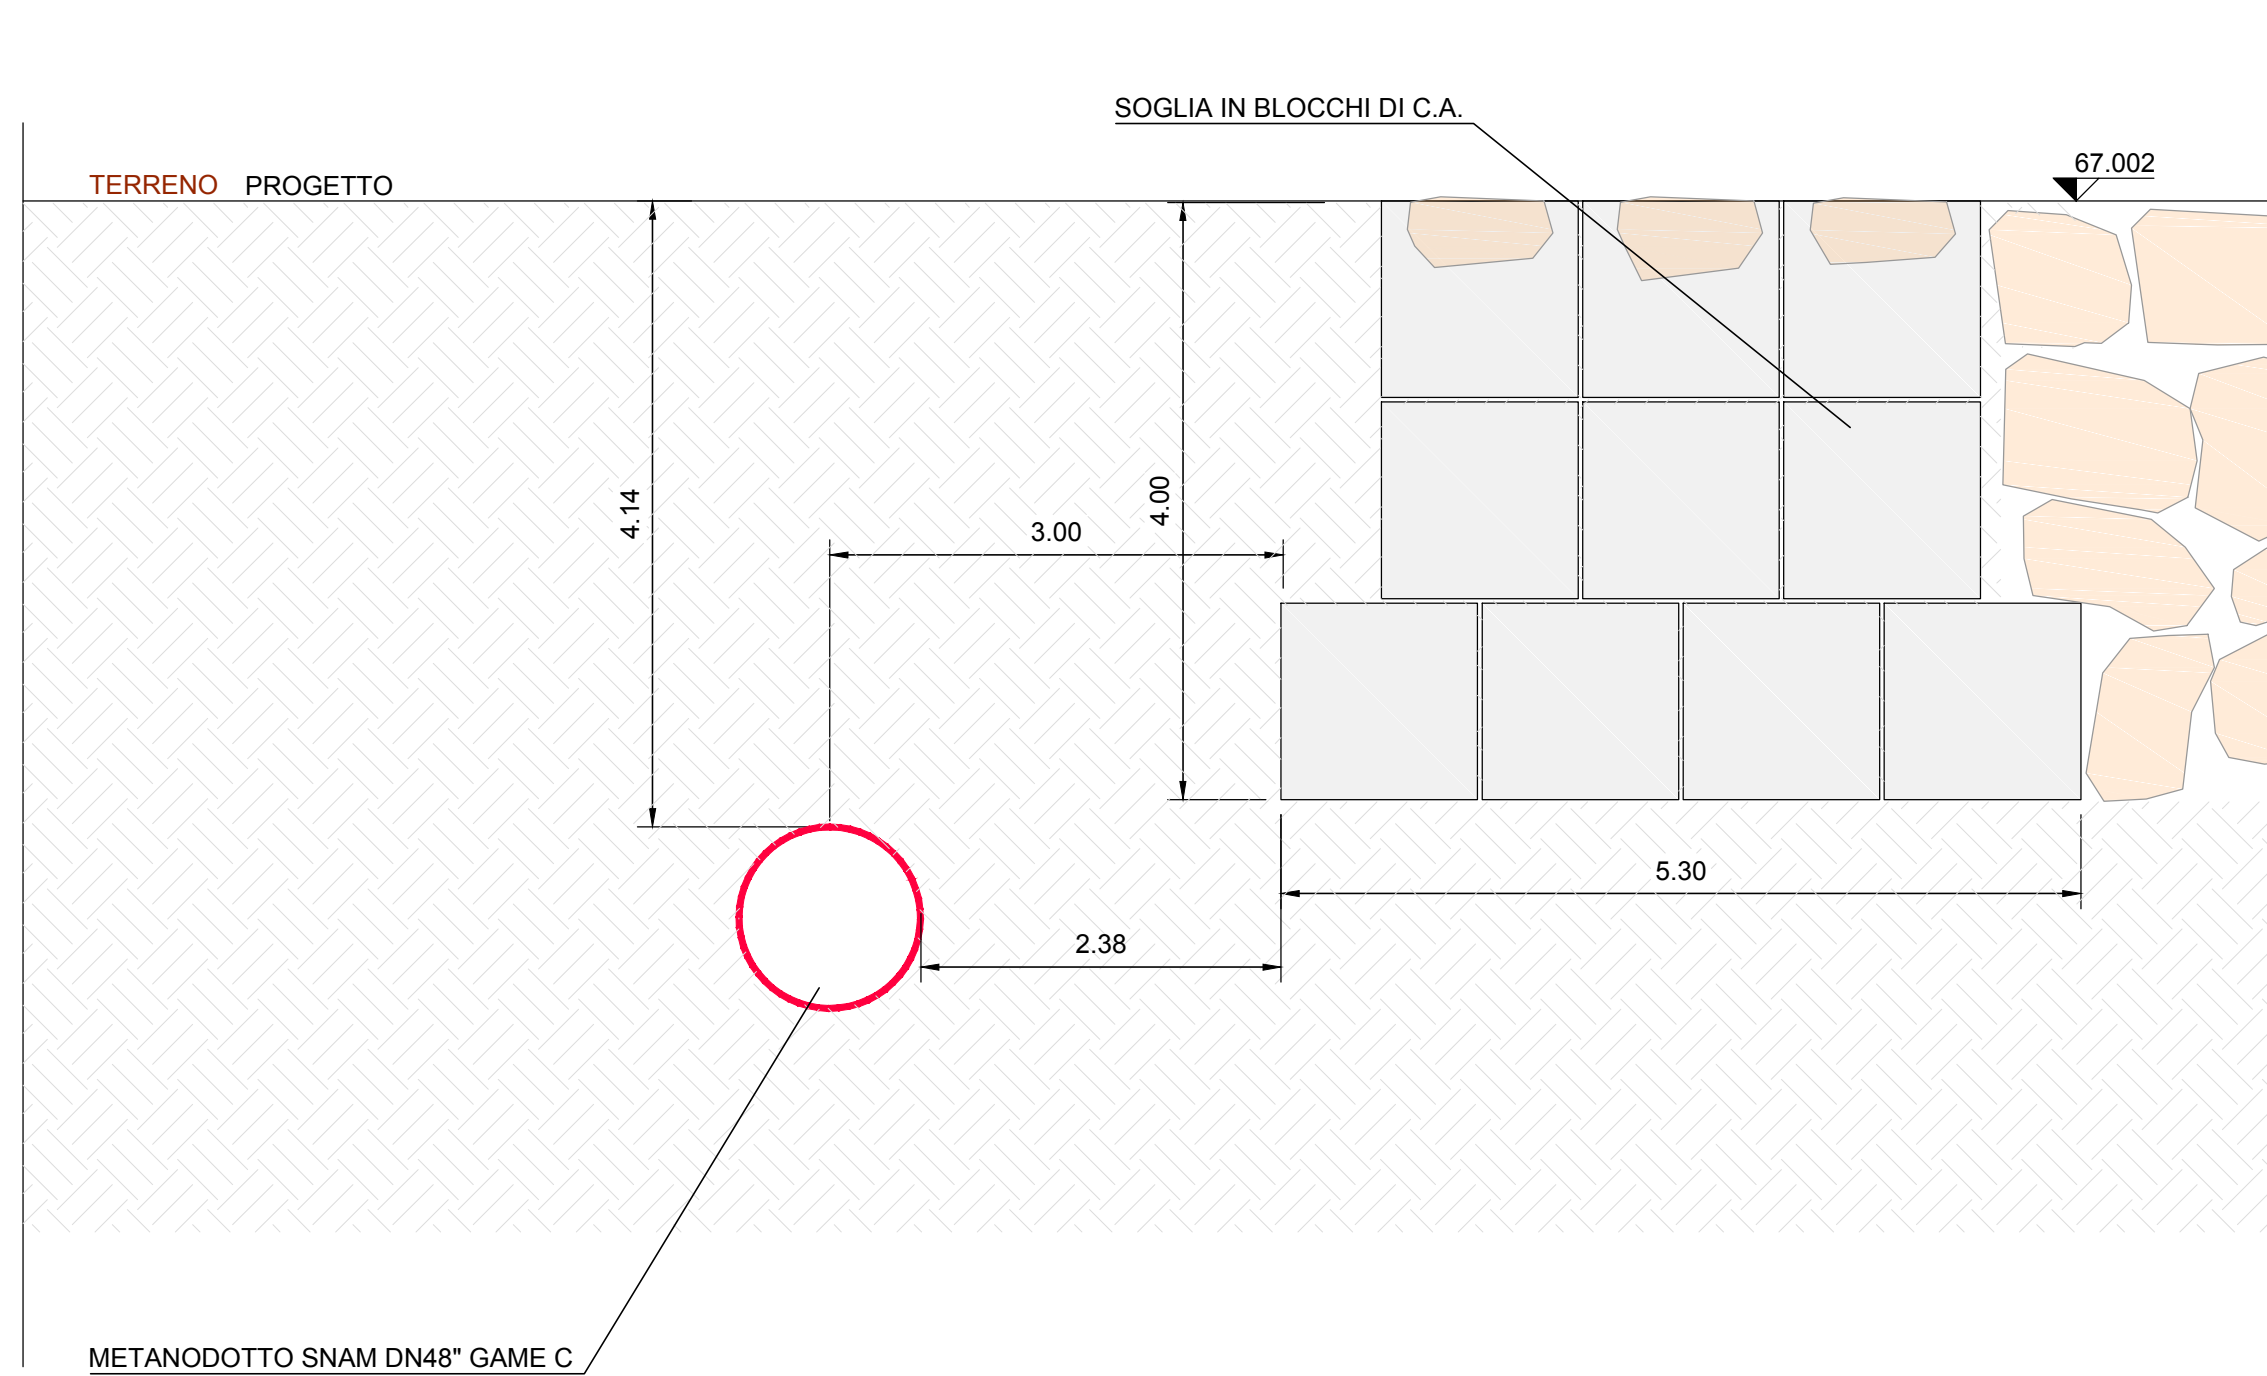 SOGLIA IN BLOCCHI DI C.A.
67.002
TERRENO PROGETTO
4.14
3.00
4.00
5.30
2.38
METANODOTTO SNAM DN48" GAME C